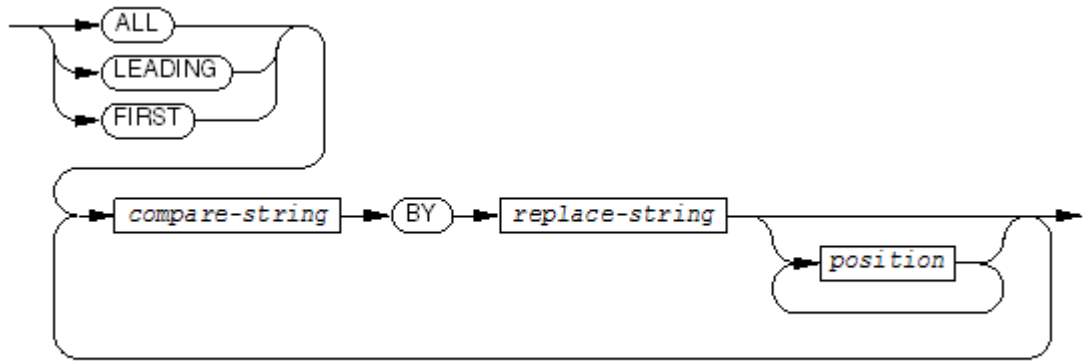 ALL
LEADING
FIRST
compare-string BY replace-string
position